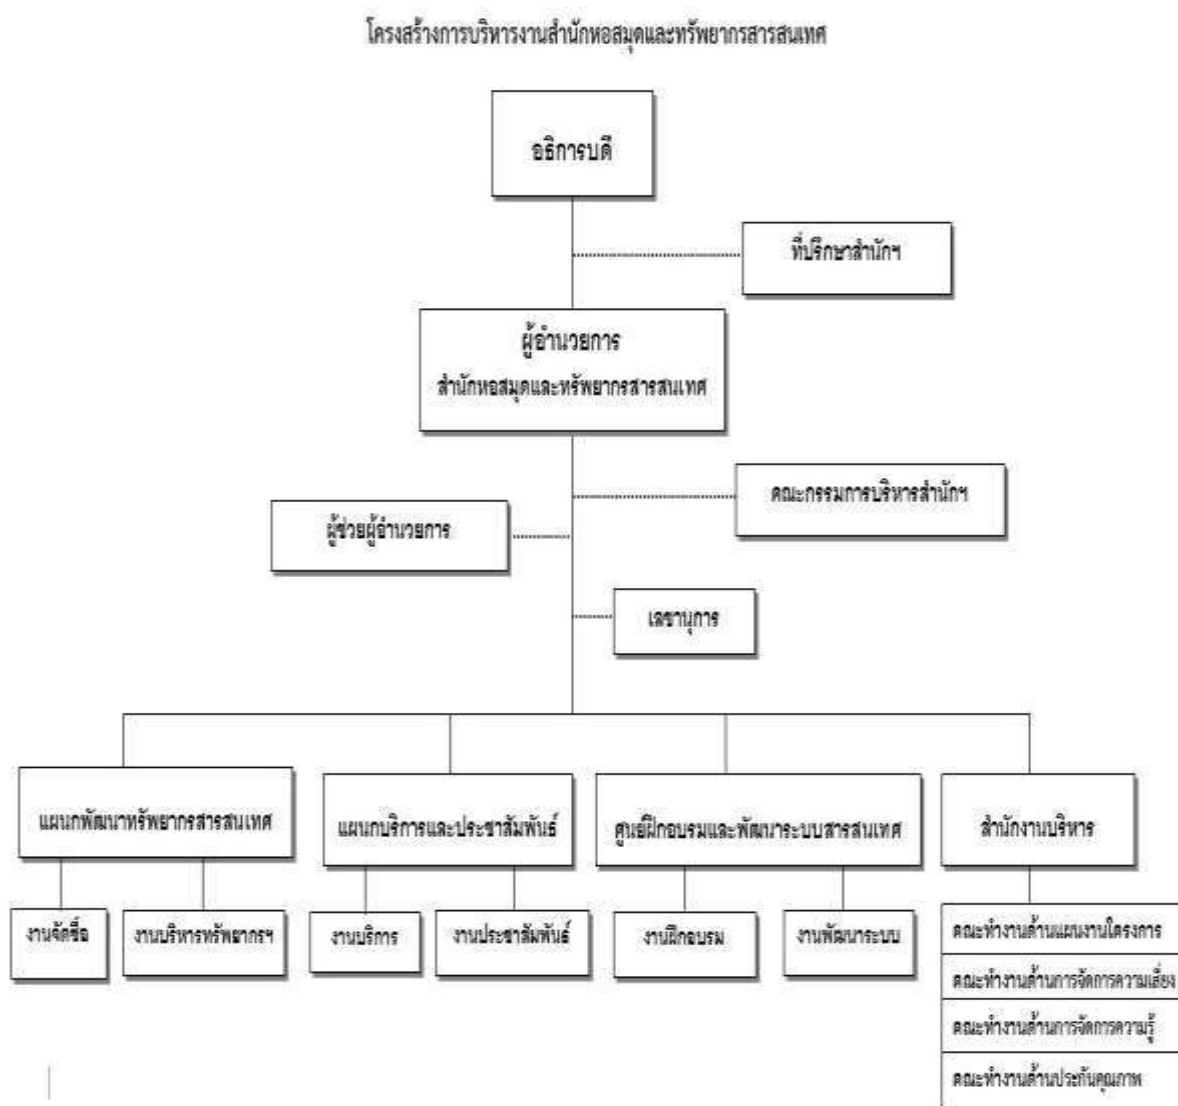 โครงสร้างการบริหารงานสำนักหอสมุดและทรัพยากรสารสนเทศ
อธิการบดี
ที่ปรึกษาสำนักฯ
ผู้อำนวยการ
สำนักหอสมุดและทรัพยากรสารสนเทศ
คณะกรรมการบริหารสำนักฯ
ผู้ช่วยผู้อำนวยการ
เลขานุการ
แผนกพัฒนาทรัพยากรสารสนเทศ
แผนกบริการและประชาสัมพันธ์
ศูนย์ฝึกอบรมและพัฒนาระบบสารสนเทศ
สำนักงานบริหาร
งานจัดซื้อ
งานบริหารทรัพยากรฯ
งานบริการ
งานประชาสัมพันธ์
งานฝึกอบรม
งานพัฒนาระบบ
คณะทำงานด้านแผนงานโครงการ
คณะทำงานด้านการจัดการความเสี่ยง
คณะทำงานด้านการจัดการความรู้
คณะทำงานด้านประกันคุณภาพ